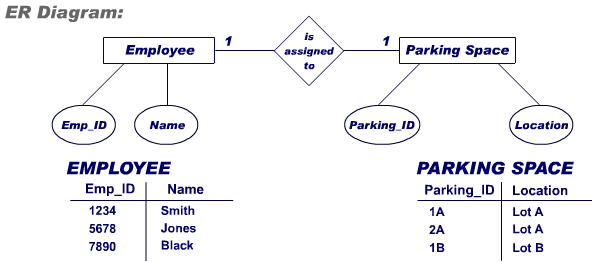 ER Diagram:
Employee
1
is
assigned
to
1
Parking Space
Emp_ID
Name
Parking_ID
Location
EMPLOYEE
Emp_ID Name
1234 Smith
5678 Jones
7890 Black
PARKING SPACE
Parking_ID Location
1A Lot A
2A Lot A
1B Lot B